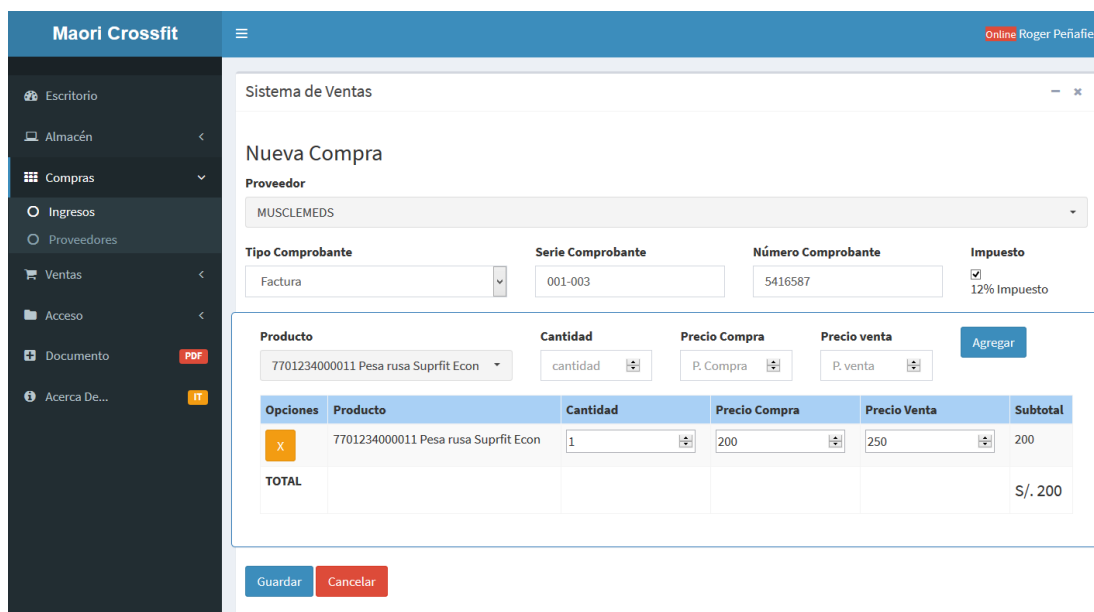 Maori Crossfit
Online Roger Peñafie
Escritorio
Almacén
Compras
Ingresos
Proveedores
Ventas
Acceso
Documento PDF
Acerca De... IT
Sistema de Ventas
Nueva Compra
Proveedor
MUSCLEMEDS
Tipo Comprobante Serie Comprobante Número Comprobante Impuesto
Factura 001-003 5416587
12% Impuesto
Producto Cantidad Precio Compra Precio venta
7701234000011 Pesa rusa Suprfit Econ cantidad P. Compra P. venta Agregar
Opciones Producto Cantidad Precio Compra Precio Venta Subtotal
X 7701234000011 Pesa rusa Suprfit Econ 1 200 250 200
TOTAL S/. 200
Guardar Cancelar